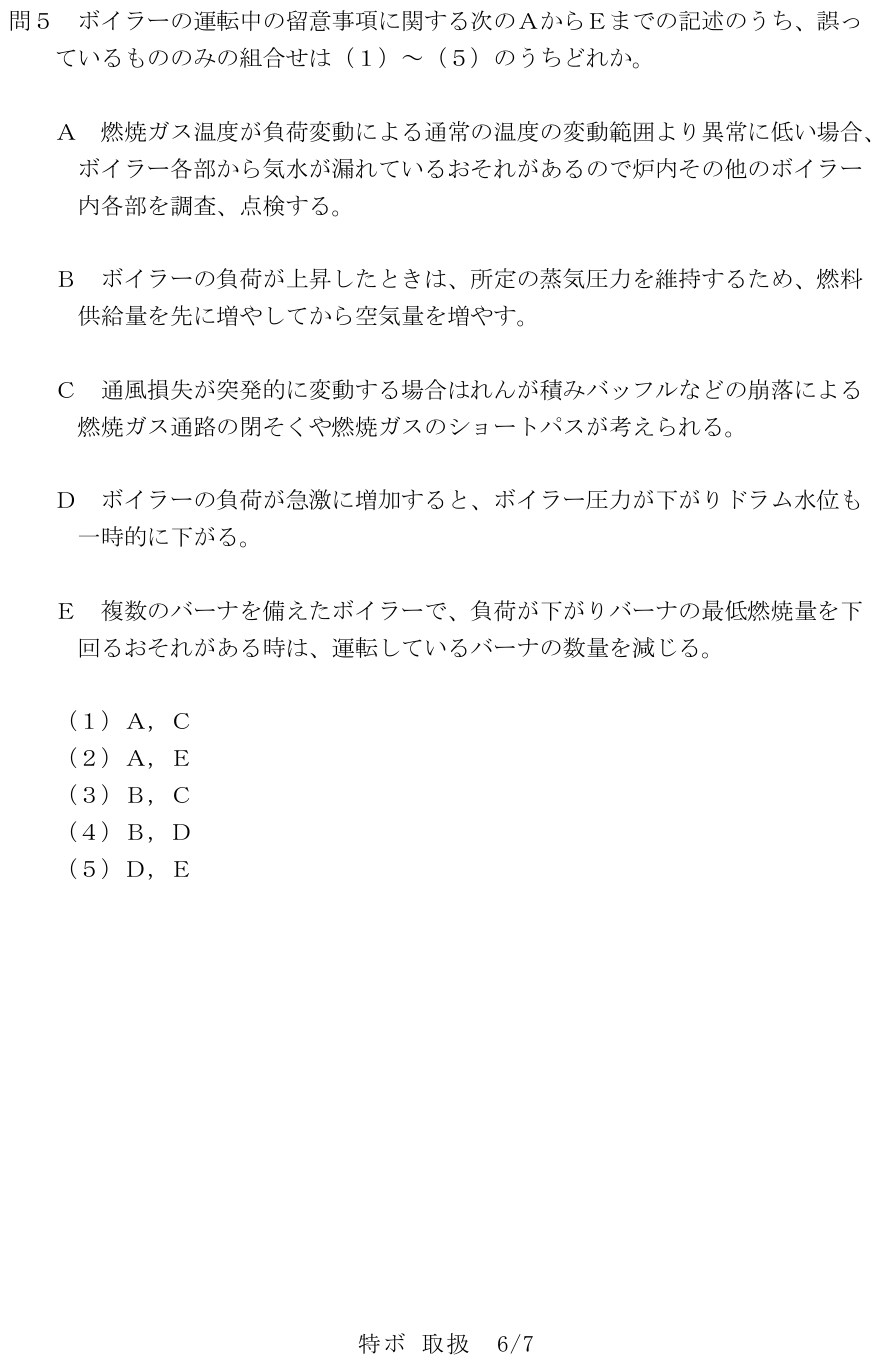 問５　ボイラーの運転中の留意事項に関する次のＡからＥまでの記述のうち、誤っ
ているもののみの組合せは（１）～（５）のうちどれか。
Ａ　燃焼ガス温度が負荷変動による通常の温度の変動範囲より異常に低い場合、
ボイラー各部から気水が漏れているおそれがあるので炉内その他のボイラー
内各部を調査、点検する。
Ｂ　ボイラーの負荷が上昇したときは、所定の蒸気圧力を維持するため、燃料
供給量を先に増やしてから空気量を増やす。
Ｃ　通風損失が突発的に変動する場合はれんが積みバッフルなどの崩落による
燃焼ガス通路の閉そくや燃焼ガスのショートパスが考えられる。
Ｄ　ボイラーの負荷が急激に増加すると、ボイラー圧力が下がりドラム水位も
一時的に下がる。
Ｅ　複数のバーナを備えたボイラーで、負荷が下がりバーナの最低燃焼量を下
回るおそれがある時は、運転しているバーナの数量を減じる。
（１）Ａ，Ｃ
（２）Ａ，Ｅ
（３）Ｂ，Ｃ
（４）Ｂ，Ｄ
（５）Ｄ，Ｅ
特ボ 取扱　6/7